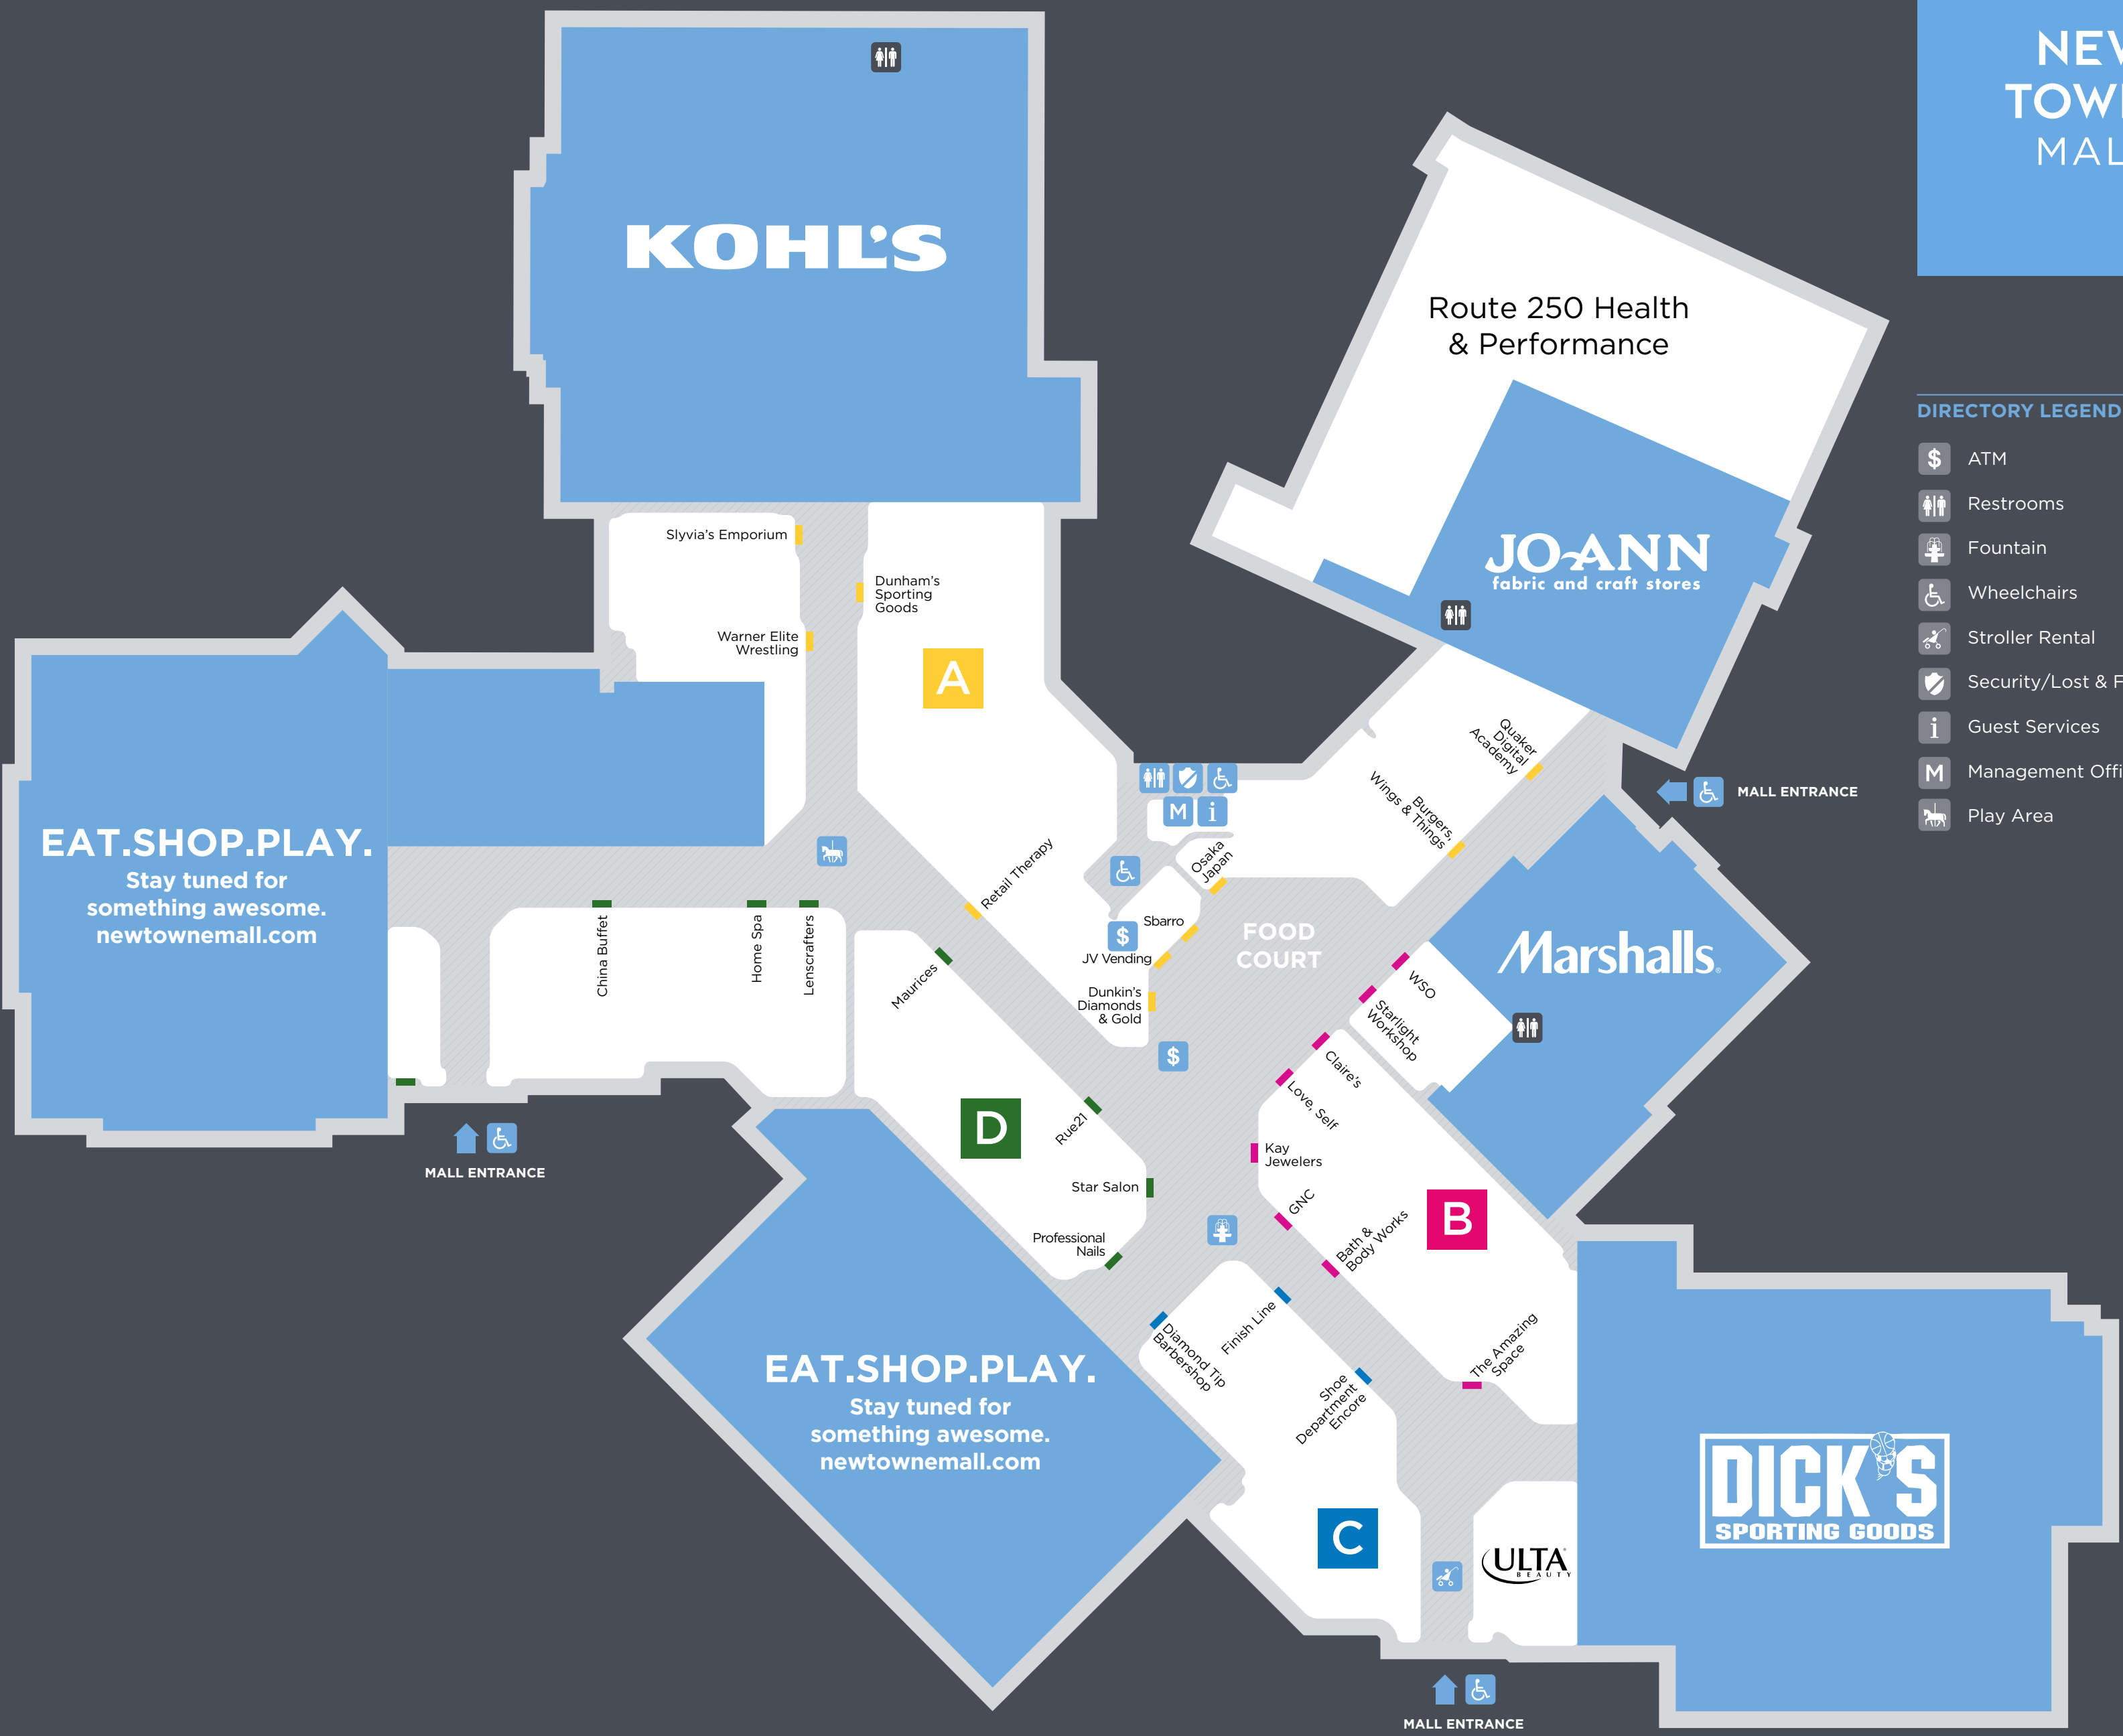 NEW
TOW
MAL
KOHL'S
Route 250 Health
& Performance
DIRECTORY LEGEND
$ ATM
Restrooms
Fountain
Wheelchairs
Stroller Rental
Security/Lost & F
i Guest Services
M Management Offi
Play Area
JO-ANN
fabric and craft stores
Slyvia's Emporium
Dunham's
Sporting
Goods
Warner Elite
Wrestling
A
Quaker
Digital
Academy
Burgers,
Wings & Things
M i
MALL ENTRANCE
EAT.SHOP.PLAY.
Stay tuned for
something awesome.
newtownemall.com
Retail Therapy
Osaka
Japan
Sbarro
$
JV Vending
Dunkin's
Diamonds
& Gold
$
FOOD
COURT
Marshalls.
WSO
Starlight
Workshop
China Buffet
Home Spa
Lenscrafters
Maurices
Claire's
Love, Self
Kay
Jewelers
D
Rue21
Star Salon
Professional
Nails
GNC
Bath &
Body Works
B
MALL ENTRANCE
The Amazing
Space
Finish Line
Diamond Tip
Barbershop
Shoe
Department
Encore
EAT.SHOP.PLAY.
Stay tuned for
something awesome.
newtownemall.com
DICK'S
SPORTING GOODS
C
ULTA
BEAUTY
MALL ENTRANCE